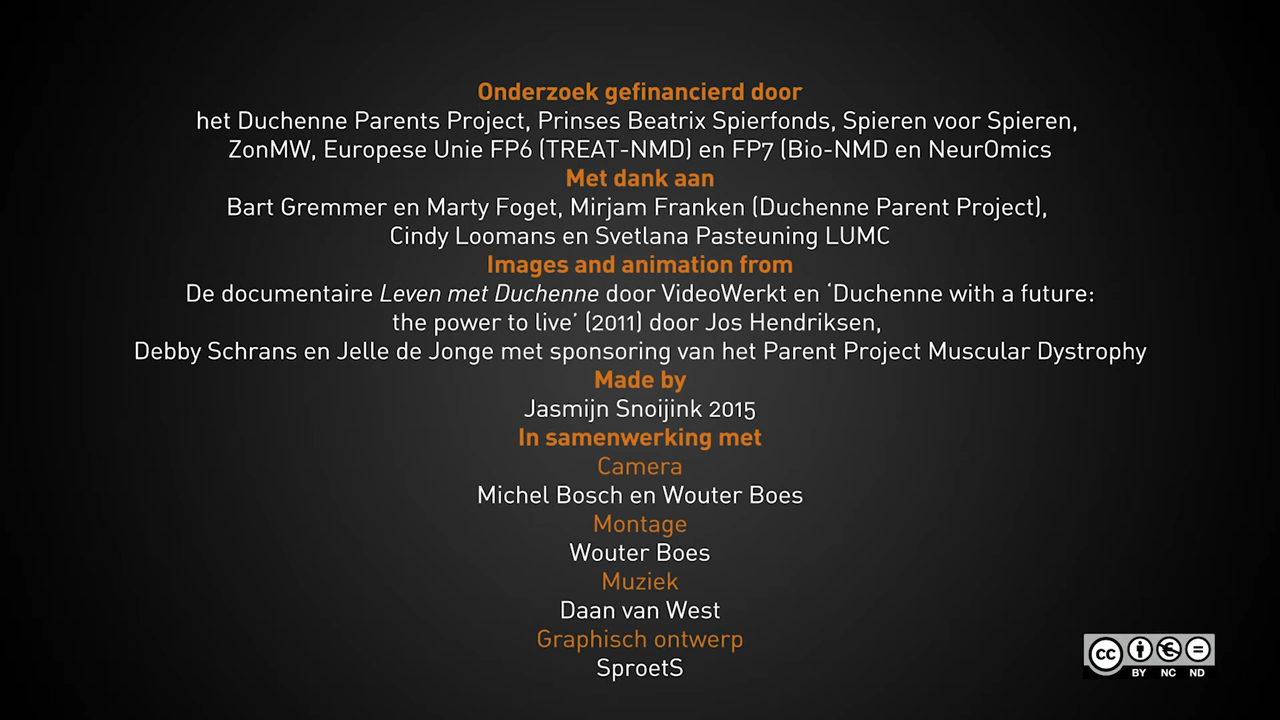 Onderzoek gefinancierd door
het Duchenne Parents Project, Prinses Beatrix Spierfonds, Spieren voor Spieren,
ZonMW, Europese Unie FP6 (TREAT-NMD) en FP7 (Bio-NMD en NeurOmics
Met dank aan
Bart Gremmer en Marty Foget, Mirjam Franken (Duchenne Parent Project),
Cindy Loomans en Svetlana Pasteuning LUMC
Images and animation from
De documentaire Leven met Duchenne door VideoWerkt en ‘Duchenne with a future:
the power to live’ (2011) door Jos Hendriksen,
Debby Schrans en Jelle de Jonge met sponsoring van het Parent Project Muscular Dystrophy
Made by
Jasmijn Snoijink 2015
In samenwerking met
Camera
Michel Bosch en Wouter Boes
Montage
Wouter Boes
Muziek
Daan van West
Graphisch ontwerp
SproetS
cc
BY NC ND